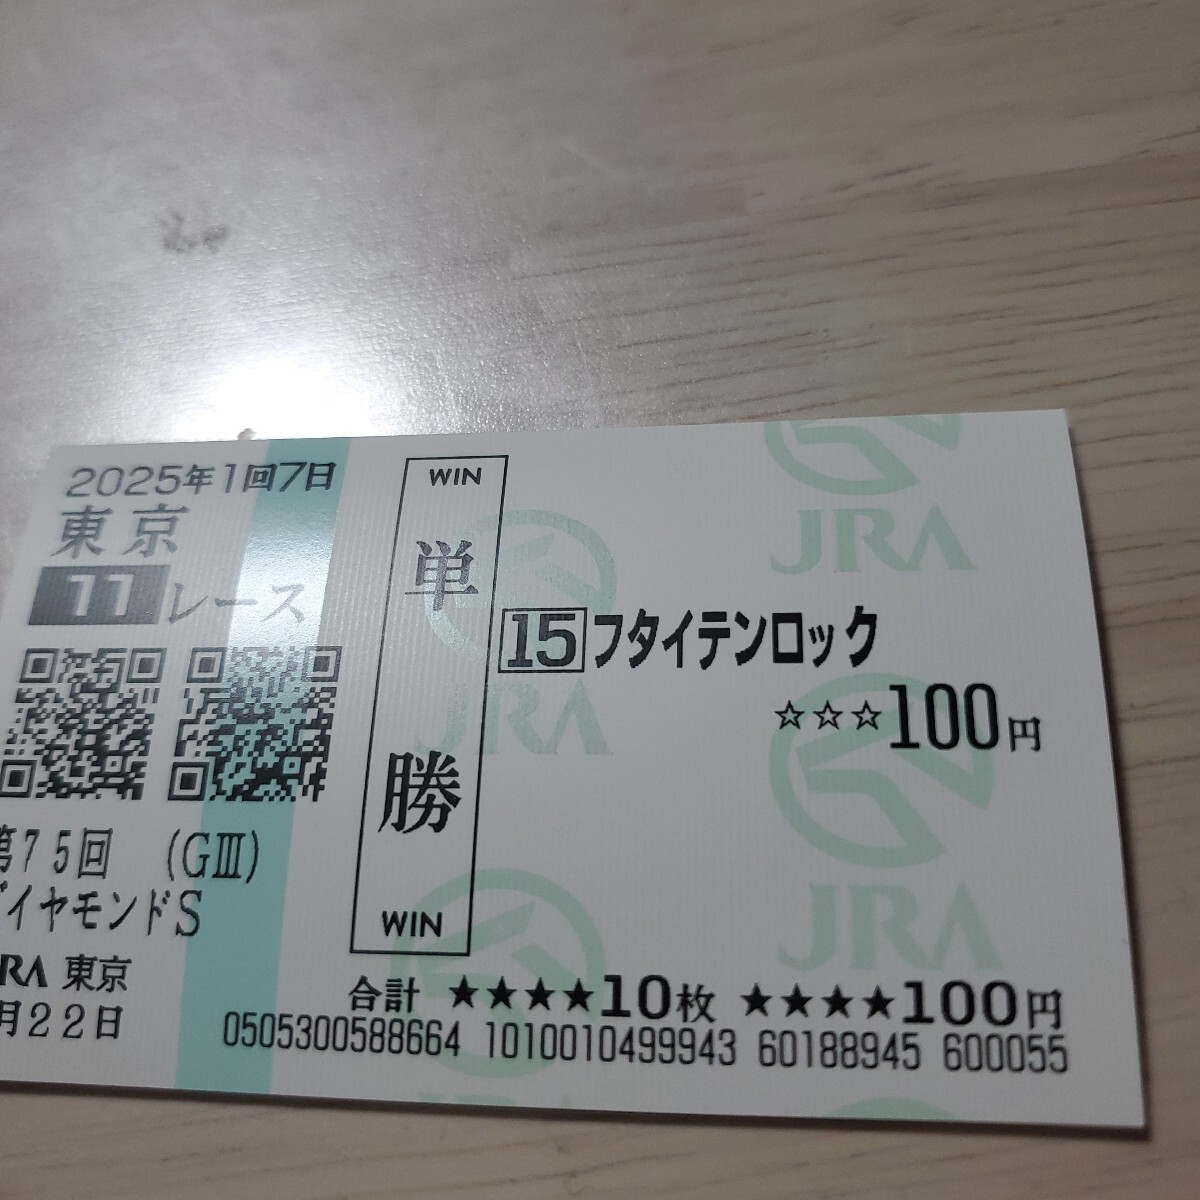 2025年1回7日
東京
11レース
第75回 (GⅢ)
ダイヤモンドS
JRA 東京
月22日
WIN
単勝
WIN
15 フタイテンロック
☆☆☆100円
合計 ★★★★10枚 ★★★★100円
0505300588664 1010010499943 60188945 600055
JRA
JRA
JRA